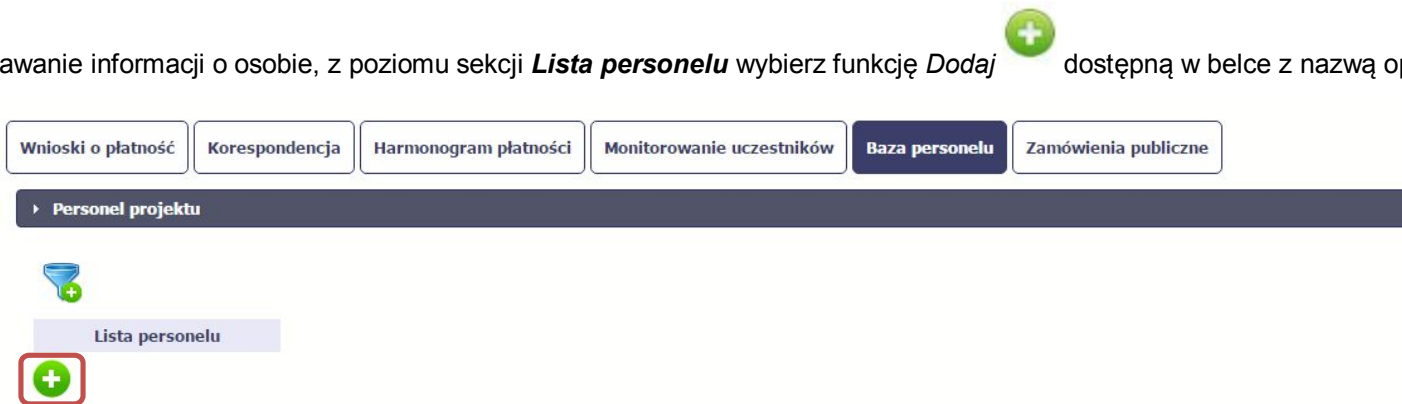 awanie informacji o osobie, z poziomu sekcji Lista personelu wybierz funkcję Dodaj dostępną w belce z nazwą op
Wnioski o płatność Korespondencja Harmonogram płatności Monitorowanie uczestników Baza personelu Zamówienia publiczne
Personel projektu
Lista personelu